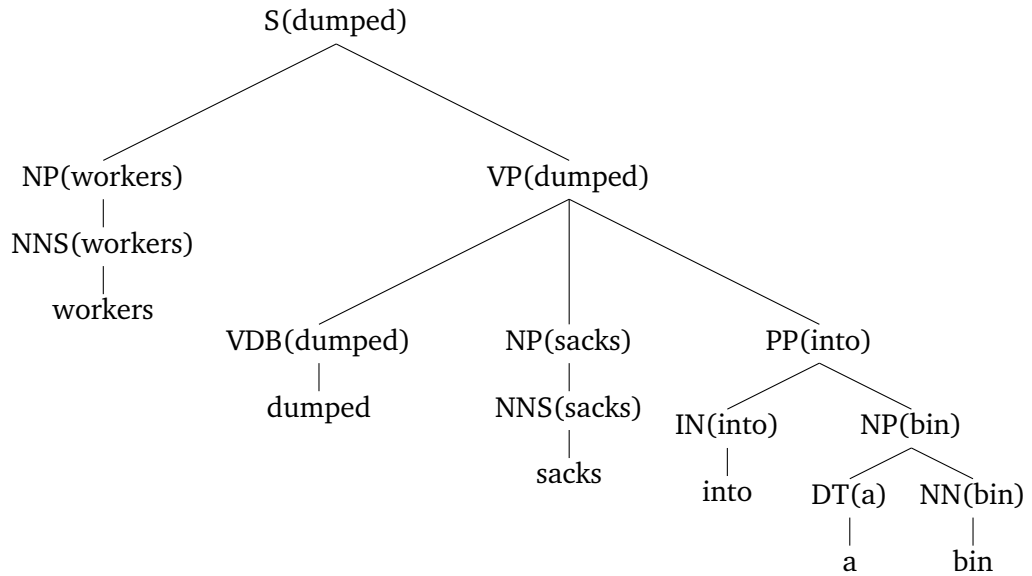 S(dumped)
NP(workers) VP(dumped)
NNS(workers)
workers
VDB(dumped) NP(sacks) PP(into)
dumped NNS(sacks) IN(into) NP(bin)
sacks into DT(a) NN(bin)
a bin